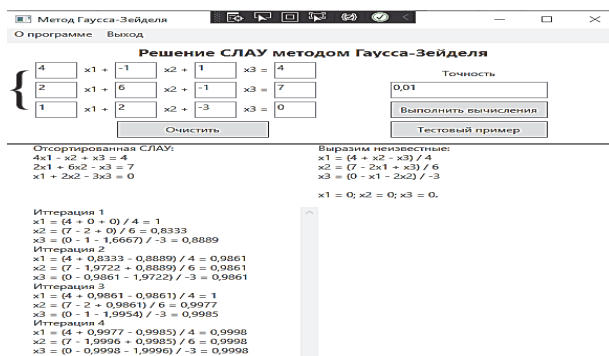 Метод Гаусса-Зейделя
О программе Выход
Решение СЛАУ методом Гаусса-Зейделя
4 x1 + -1 x2 + 1 x3 = 4
2 x1 + 6 x2 + -1 x3 = 7
1 x1 + 2 x2 + -3 x3 = 0
Точность
0,01
Выполнить вычисления
Очистить
Тестовый пример
Отсортированная СЛАУ:
4x1 - x2 + x3 = 4
2x1 + 6x2 - x3 = 7
x1 + 2x2 - 3x3 = 0
Выразим неизвестные:
x1 = (4 + x2 - x3) / 4
x2 = (7 - 2x1 + x3) / 6
x3 = (0 - x1 - 2x2) / -3
x1 = 0; x2 = 0; x3 = 0.
Иттерация 1
x1 = (4 + 0 + 0) / 4 = 1
x2 = (7 - 2 + 0) / 6 = 0,8333
x3 = (0 - 1 - 1,6667) / -3 = 0,8889
Иттерация 2
x1 = (4 + 0,8333 - 0,8889) / 4 = 0,9861
x2 = (7 - 1,9722 + 0,8889) / 6 = 0,9861
x3 = (0 - 0,9861 - 1,9722) / -3 = 0,9861
Иттерация 3
x1 = (4 + 0,9861 - 0,9861) / 4 = 1
x2 = (7 - 2 + 0,9861) / 6 = 0,9977
x3 = (0 - 1 - 1,9954) / -3 = 0,9985
Иттерация 4
x1 = (4 + 0,9977 - 0,9985) / 4 = 0,9998
x2 = (7 - 1,9996 + 0,9985) / 6 = 0,9998
x3 = (0 - 0,9998 - 1,9996) / -3 = 0,9998